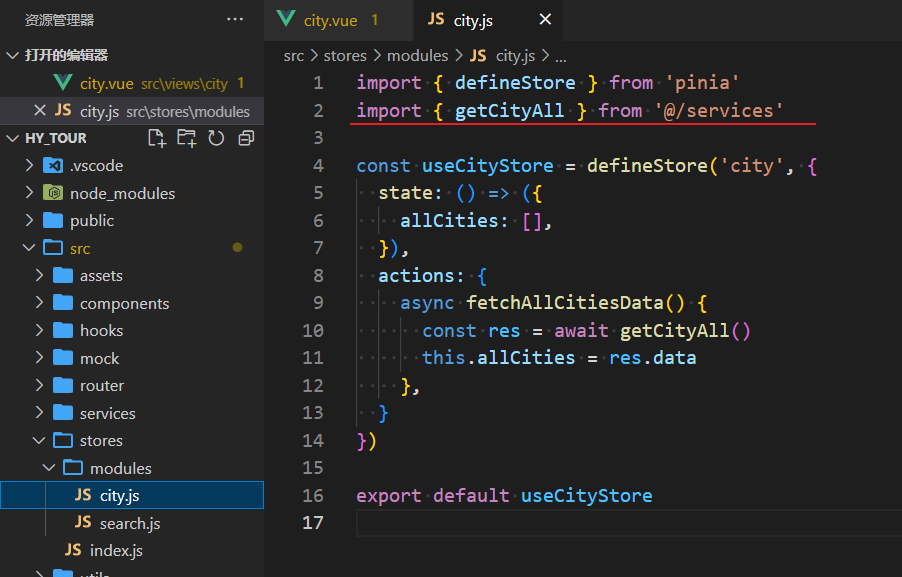 资源管理器 ···
打开的编辑器
city.vue src\views\city 1
JS city.js src\stores\modules
HY_TOUR
.vscode
node_modules
public
src
assets
components
hooks
mock
router
services
stores
modules
JS city.js
JS search.js
JS index.js
city.vue 1
JS city.js
src > stores > modules > JS city.js > ...
1 import { defineStore } from 'pinia'
2 import { getCityAll } from '@/services'
3
4 const useCityStore = defineStore('city', {
5 state: () => ({
6 allCities: [],
7 }),
8 actions: {
9 async fetchAllCitiesData() {
10 const res = await getCityAll()
11 this.allCities = res.data
12 },
13 }
14 })
15
16 export default useCityStore
17